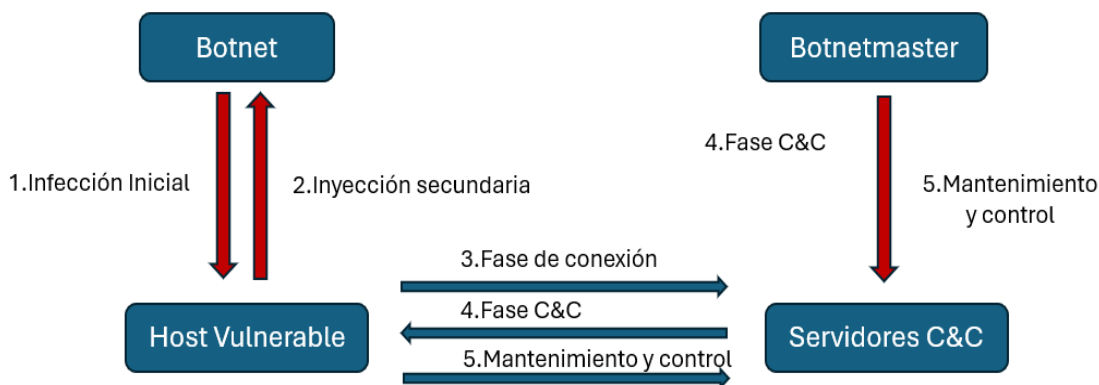 Botnet
Botnetmaster
4.Fase C&C
1.Infección Inicial
2.Inyección secundaria
5.Mantenimiento
y control
3.Fase de conexión
4.Fase C&C
Host Vulnerable
Servidores C&C
5.Mantenimiento y control